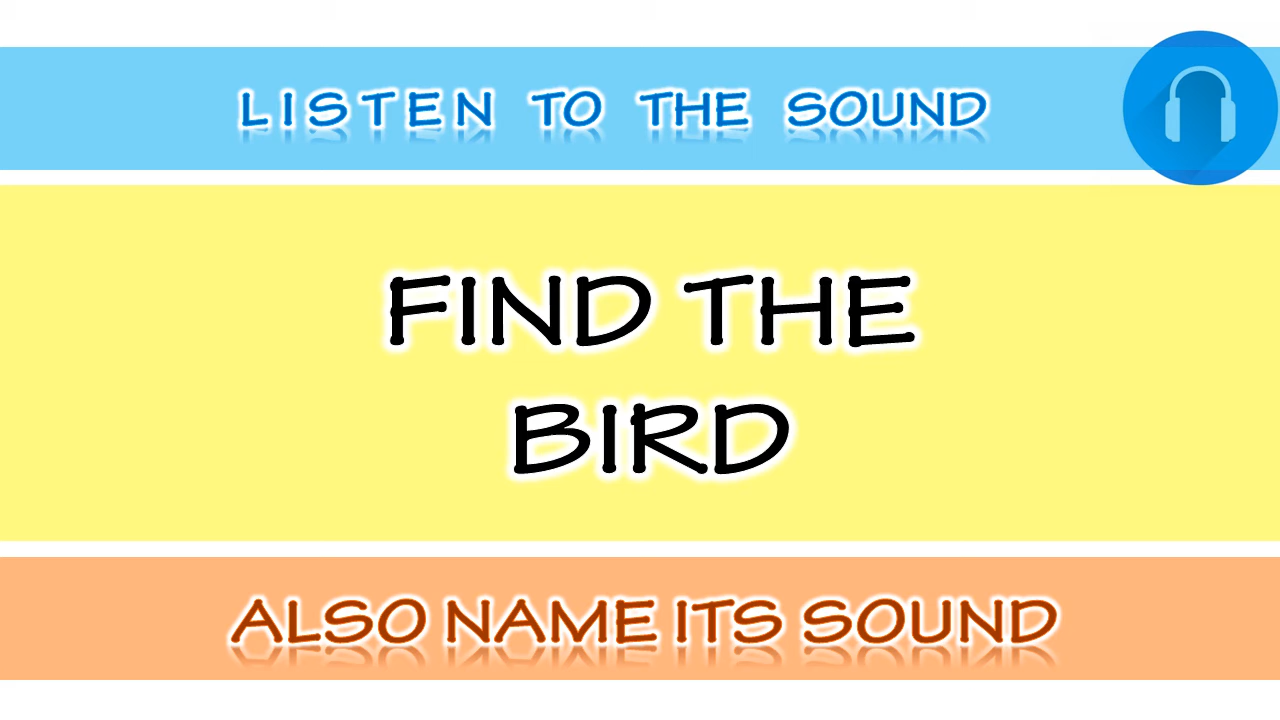 LISTEN TO THE SOUND
FIND THE
BIRD
ALSO NAME ITS SOUND